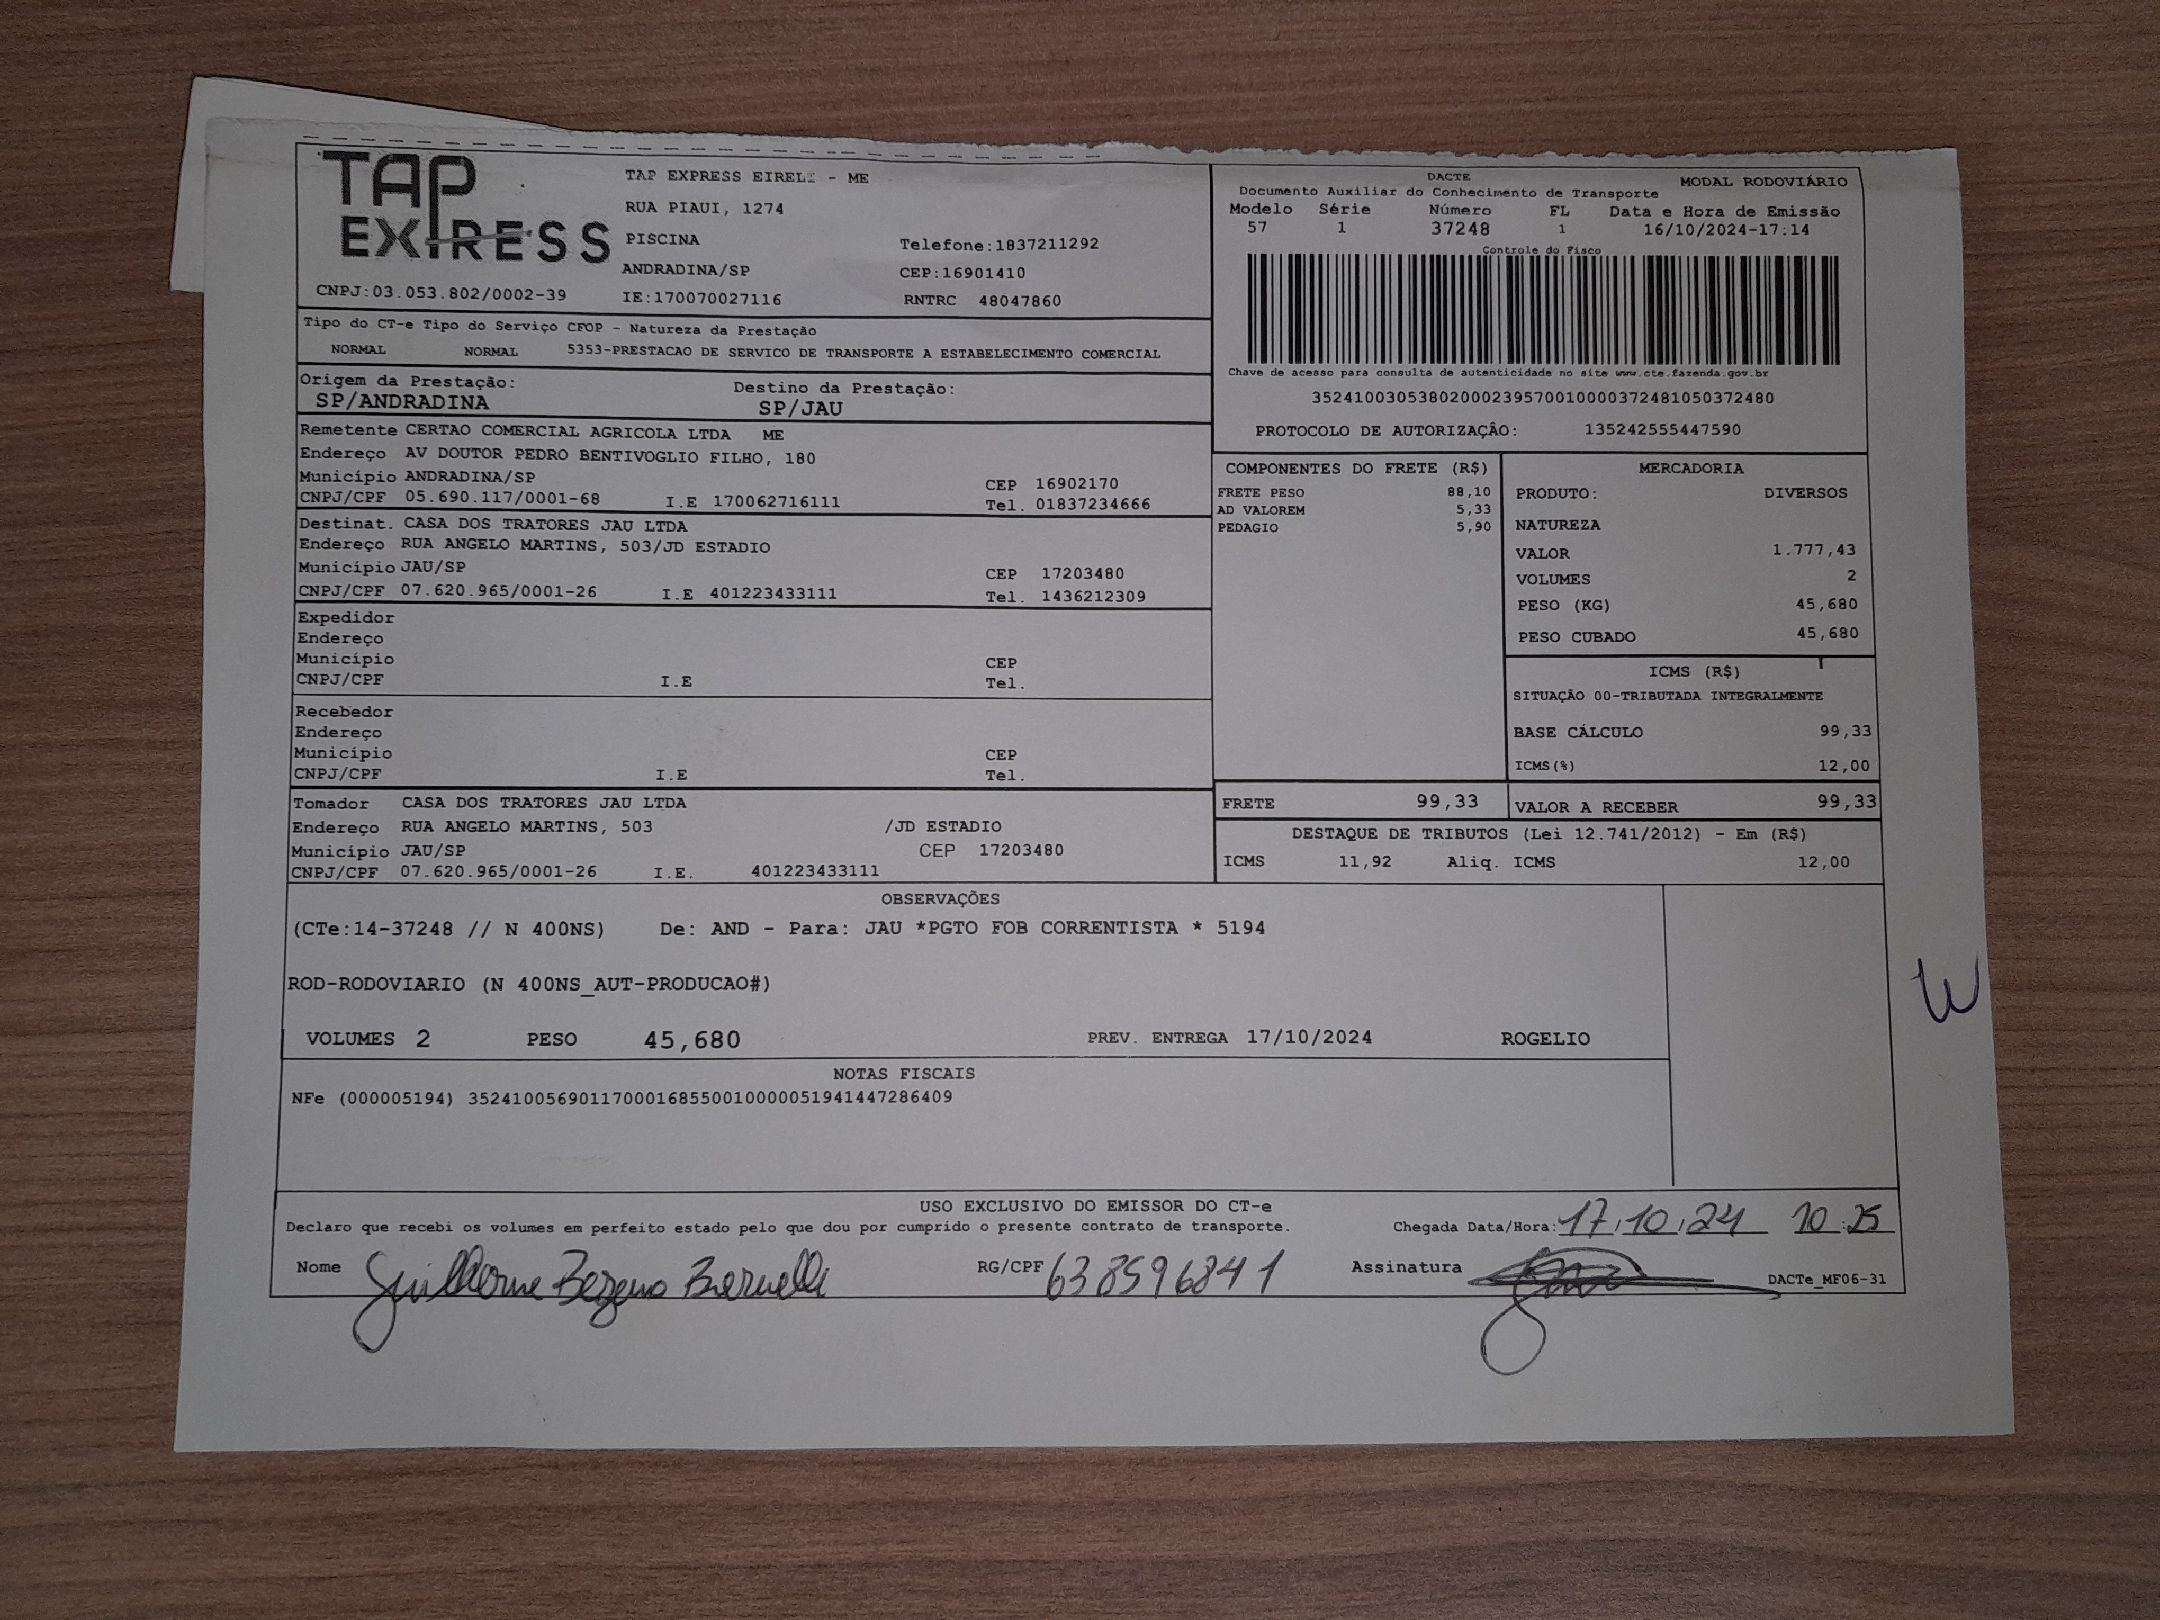 TAP EXPRESS
TAP EXPRESS EIRELI - ME
RUA PIAUI, 1274
PISCINA
Telefone:1837211292
ANDRADINA/SP
CEP:16901410
CNPJ:03.053.802/0002-39
IE:170070027116
RNTRC 48047860
DACTE
MODAL RODOVIÁRIO
Documento Auxiliar do Conhecimento de Transporte
Modelo Série Número FL Data e Hora de Emissão
57 1 37248 1 16/10/2024-17:14
Controle do Fisco
Chave de acesso para consulta de autenticidade no site www.cte.fazenda.gov.br
35241003053802000239570010000372481050372480
PROTOCOLO DE AUTORIZAÇÃO: 135242555447590
Tipo do CT-e Tipo do Serviço CFOP - Natureza da Prestação
NORMAL NORMAL 5353-PRESTACAO DE SERVICO DE TRANSPORTE A ESTABELECIMENTO COMERCIAL
Origem da Prestação: Destino da Prestação:
SP/ANDRADINA SP/JAU
Remetente CERTAO COMERCIAL AGRICOLA LTDA ME
Endereço AV DOUTOR PEDRO BENTIVOGLIO FILHO, 180
Município ANDRADINA/SP CEP 16902170
CNPJ/CPF 05.690.117/0001-68 I.E 170062716111 Tel. 01837234666
Destinat. CASA DOS TRATORES JAU LTDA
Endereço RUA ANGELO MARTINS, 503/JD ESTADIO
Município JAU/SP CEP 17203480
CNPJ/CPF 07.620.965/0001-26 I.E 401223433111 Tel. 1436212309
Expedidor
Endereço
Município CEP
CNPJ/CPF I.E Tel.
Recebedor
Endereço
Município CEP
CNPJ/CPF I.E Tel.
Tomador CASA DOS TRATORES JAU LTDA
Endereço RUA ANGELO MARTINS, 503 /JD ESTADIO
Município JAU/SP CEP 17203480
CNPJ/CPF 07.620.965/0001-26 I.E. 401223433111
COMPONENTES DO FRETE (R$)
FRETE PESO 88,10
AD VALOREM 5,33
PEDAGIO 5,90
MERCADORIA
PRODUTO: DIVERSOS
NATUREZA
VALOR 1.777,43
VOLUMES 2
PESO (KG) 45,680
PESO CUBADO 45,680
ICMS (R$)
SITUAÇÃO 00-TRIBUTADA INTEGRALMENTE
BASE CÁLCULO 99,33
ICMS(%) 12,00
FRETE 99,33 VALOR A RECEBER 99,33
DESTAQUE DE TRIBUTOS (Lei 12.741/2012) - Em (R$)
ICMS 11,92 Aliq. ICMS 12,00
OBSERVAÇÕES
(CTe:14-37248 // N 400NS) De: AND - Para: JAU *PGTO FOB CORRENTISTA * 5194
ROD-RODOVIARIO (N 400NS_AUT-PRODUCAO#)
VOLUMES 2 PESO 45,680 PREV. ENTREGA 17/10/2024 ROGELIO
NOTAS FISCAIS
NFe (000005194) 35241005690117000168550010000051941447286409
USO EXCLUSIVO DO EMISSOR DO CT-e
Declaro que recebi os volumes em perfeito estado pelo que dou por cumprido o presente contrato de transporte. Chegada Data/Hora: 17.10.24 10:25
Nome Guilherme RG/CPF 638596841 Assinatura DACTe_MF06-31